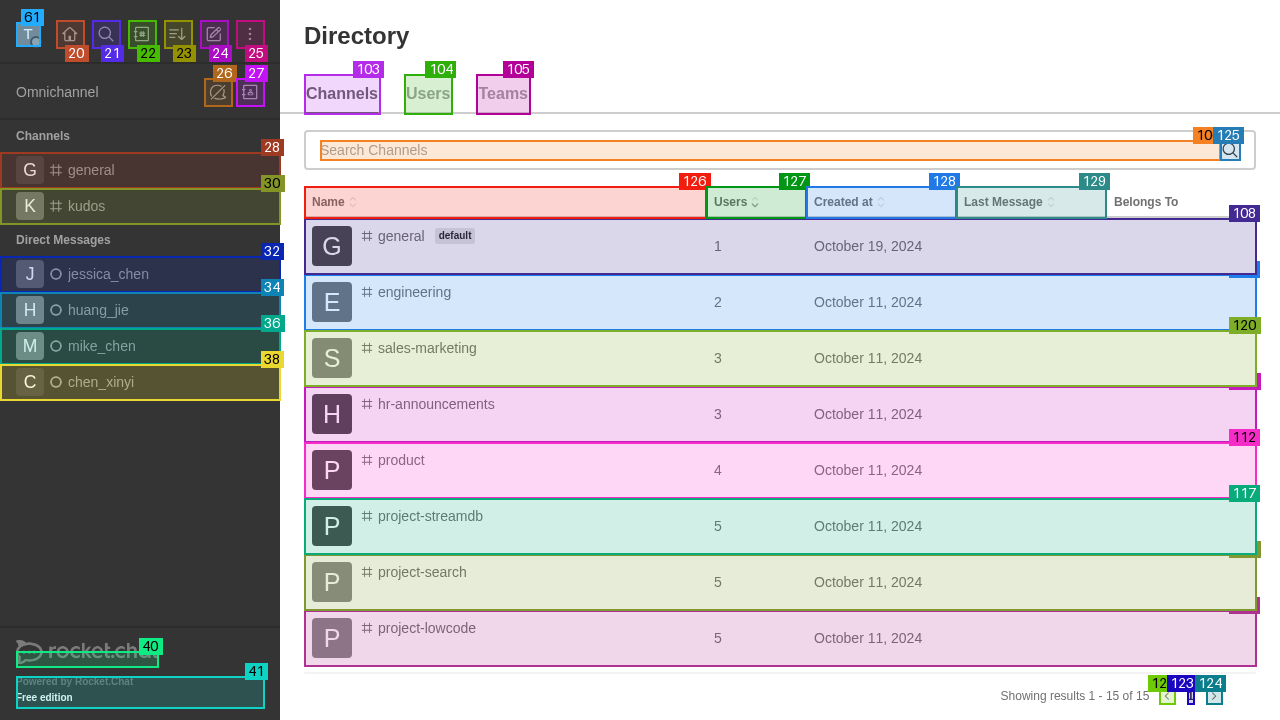 Directory
61
T
20
21
22
23
24
25
Omnichannel
26
27
Channels
28
G general
30
K kudos
Direct Messages
32
J jessica_chen
34
H huang_jie
36
M mike_chen
38
C chen_xinyi
rocket.chat
40
41
Powered by Rocket.Chat
Free edition
103
104
105
Channels
Users
Teams
Search Channels
125
126
127
128
129
Name
Users
Created at
Last Message
Belongs To
108
G general default 1 October 19, 2024
E engineering 2 October 11, 2024
120
S sales-marketing 3 October 11, 2024
H hr-announcements 3 October 11, 2024
112
P product 4 October 11, 2024
117
P project-streamdb 5 October 11, 2024
P project-search 5 October 11, 2024
P project-lowcode 5 October 11, 2024
123
124
Showing results 1 - 15 of 15